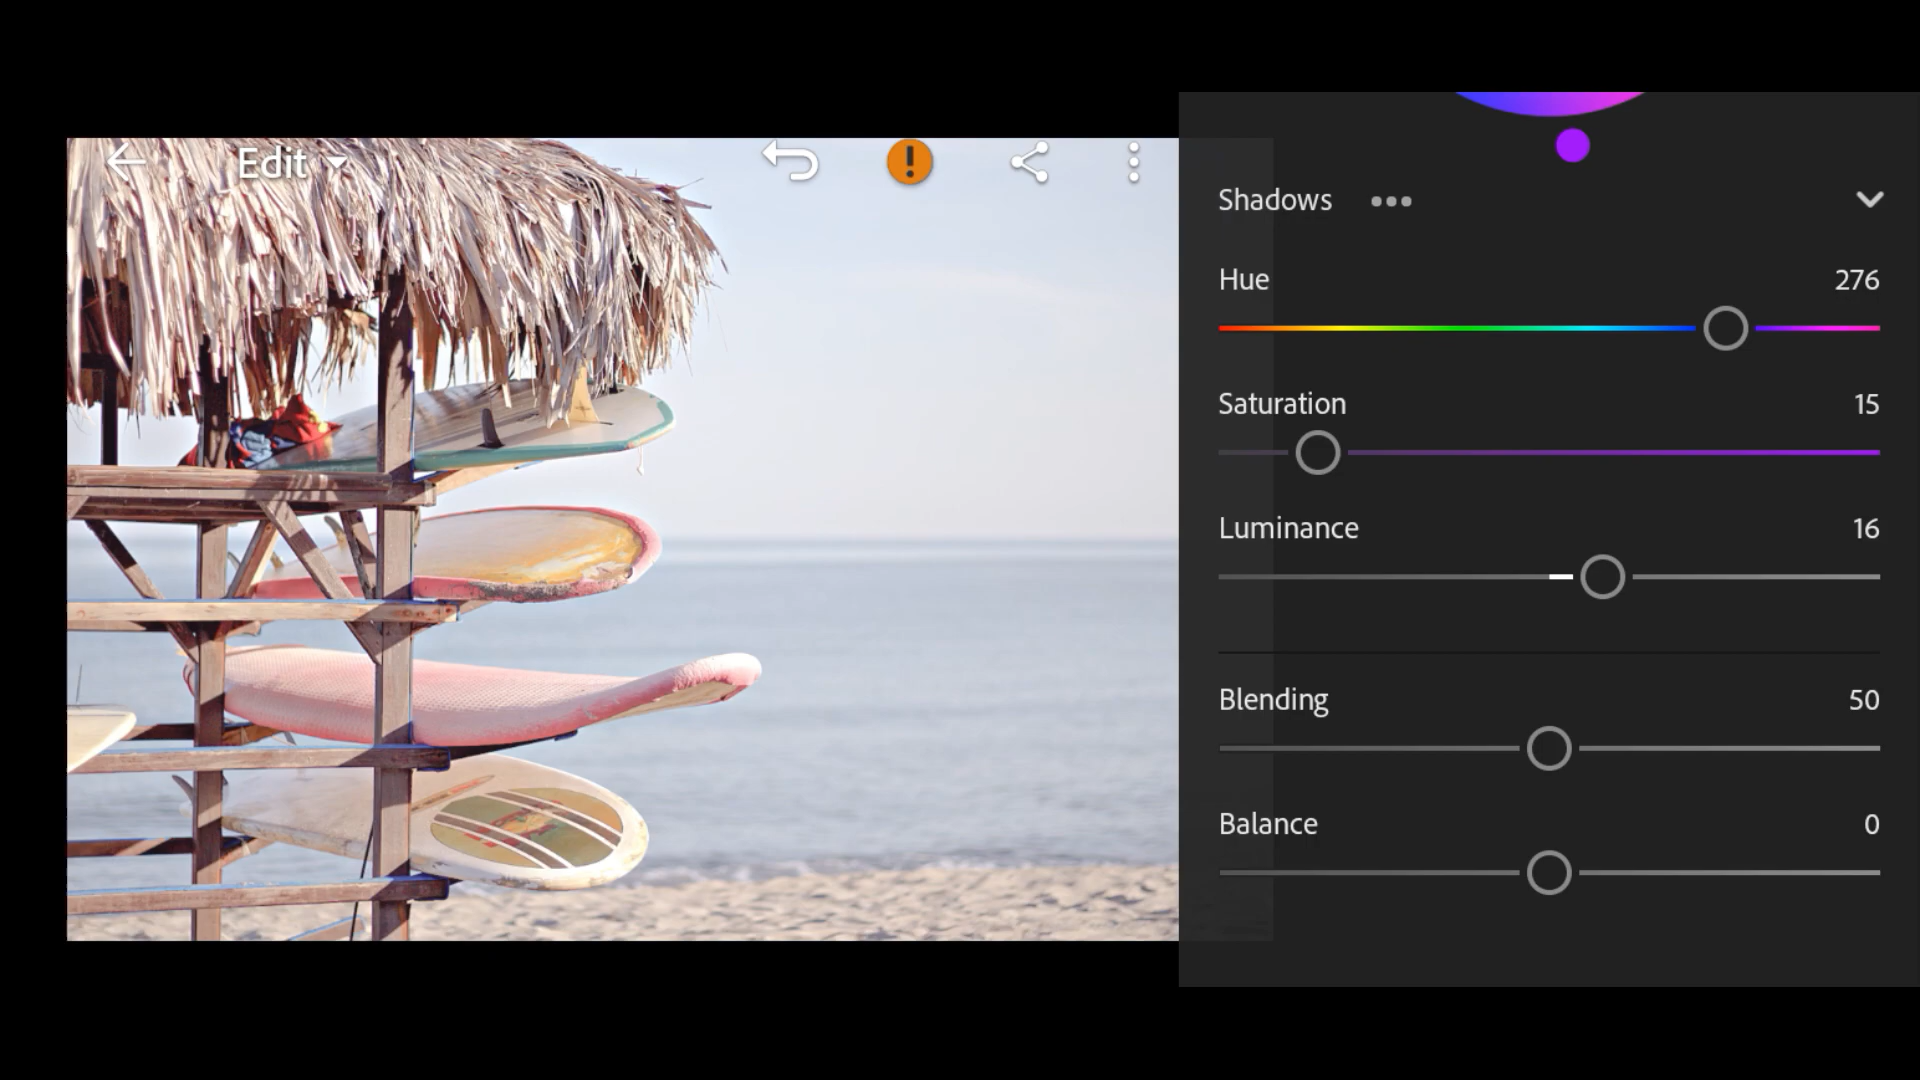 Edit
Shadows
Hue 276
Saturation 15
Luminance 16
Blending 50
Balance 0